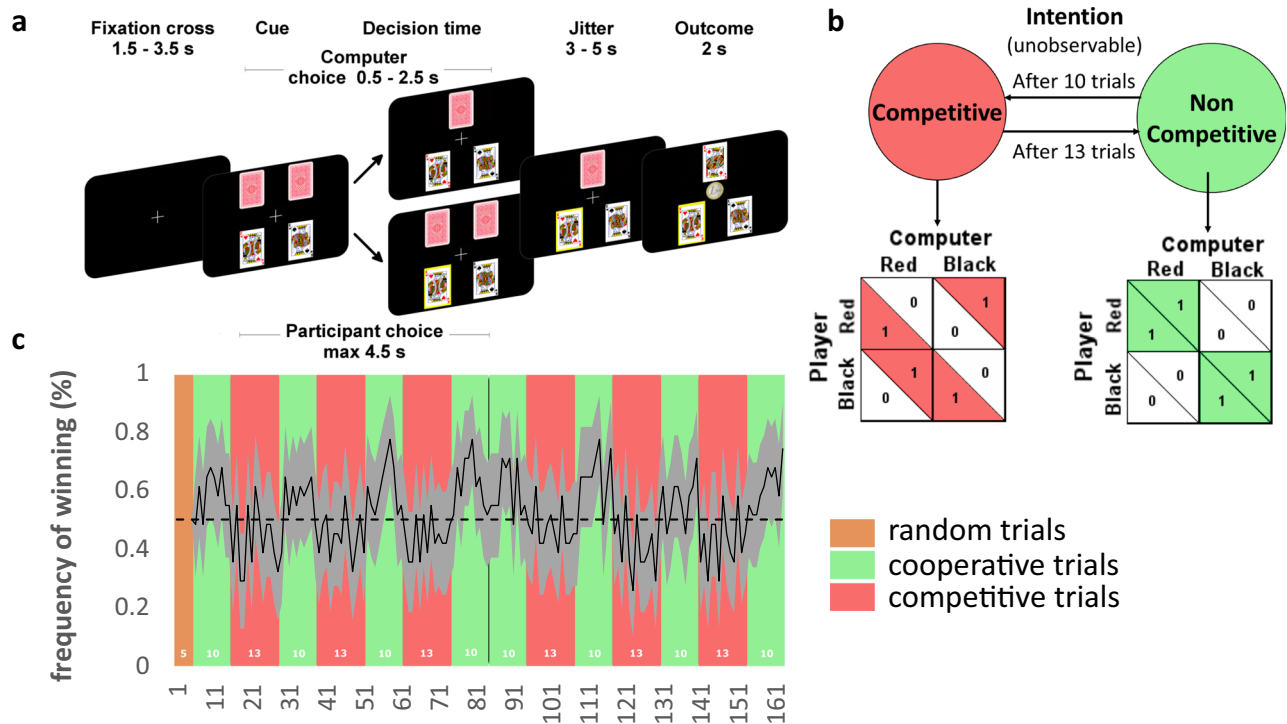 a
Fixation cross
1.5 - 3.5 s
Cue
Decision time
Computer
choice 0.5 - 2.5 s
Jitter
3 - 5 s
Outcome
2 s
Participant choice
max 4.5 s
b
Intention
(unobservable)
Competitive
After 10 trials
After 13 trials
Non
Competitive
Computer
Red Black
Player
Red
Black
0 1
1 0
1 0
0 1
Computer
Red Black
Player
Red
Black
1 0
1 0
0 1
0 1
c
frequency of winning (%)
1
0.8
0.6
0.4
0.2
0
5 10 13 10 13 10 13 10 10 13 10 13 10 13 10
1 11 21 31 41 51 61 71 81 91 101 111 121 131 141 151 161
random trials
cooperative trials
competitive trials